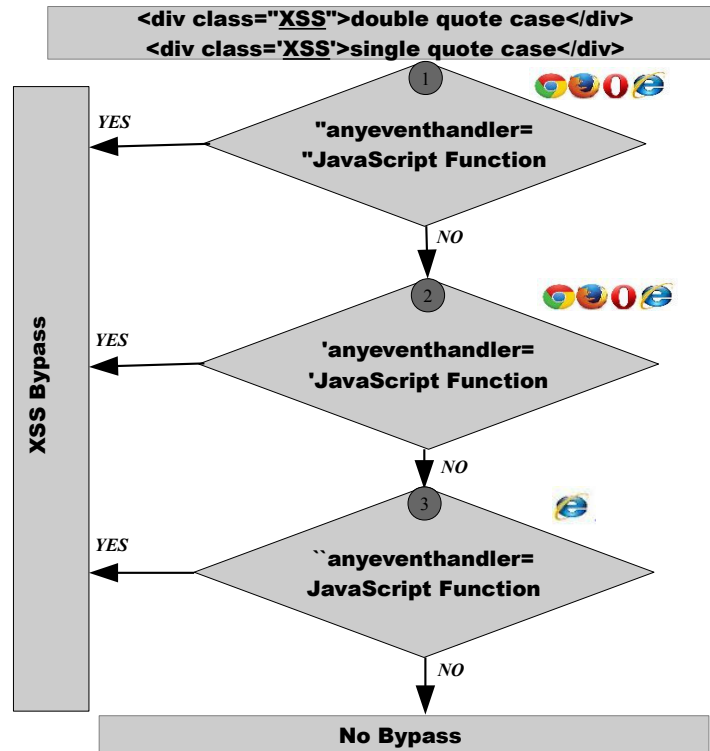 <div class="XSS">double quote case</div>
<div class='XSS'>single quote case</div>
1
YES
"anyeventhandler=
"JavaScript Function
NO
2
YES
'anyeventhandler=
'JavaScript Function
XSS Bypass
NO
3
YES
``anyeventhandler=
JavaScript Function
NO
No Bypass